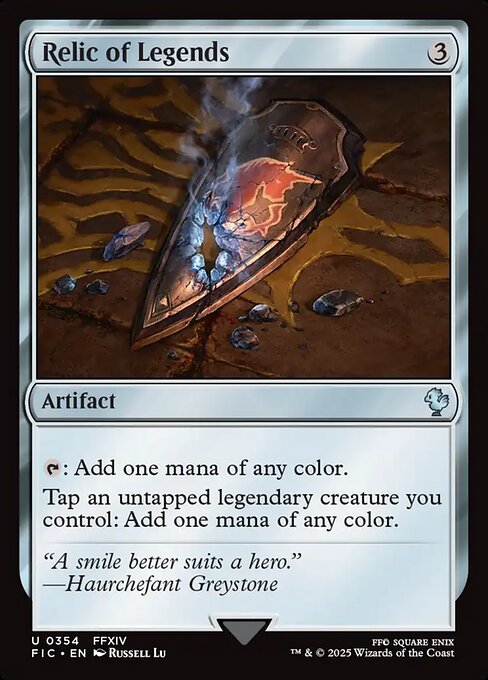 Relic of Legends 3
Artifact
: Add one mana of any color.
Tap an untapped legendary creature you
control: Add one mana of any color.
“A smile better suits a hero.”
—Haurchefant Greystone
U 0354 FFXIV
FIC • EN Russell Lu
FF© SQUARE ENIX
™ & © 2025 Wizards of the Coast